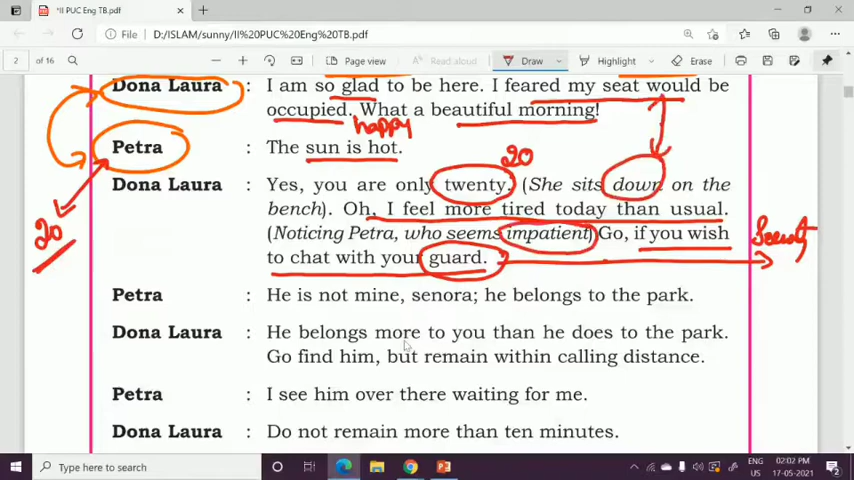 *II PUC Eng TB.pdf
File D:/ISLAM/sunny/II%20PUC%20Eng%20TB.pdf
2 of 16 Page view Read aloud Draw Highlight Erase
Dona Laura : I am so glad to be here. I feared my seat would be
occupied. What a beautiful morning!
happy
Petra : The sun is hot.
20
Dona Laura : Yes, you are only twenty. (She sits down on the
bench). Oh, I feel more tired today than usual.
(Noticing Petra, who seems impatient) Go, if you wish
to chat with your guard.
20
Petra : He is not mine, senora; he belongs to the park.
Dona Laura : He belongs more to you than he does to the park.
Go find him, but remain within calling distance.
Petra : I see him over there waiting for me.
Dona Laura : Do not remain more than ten minutes.
Type here to search
ENG
US
02:02 PM
17-05-2021
2